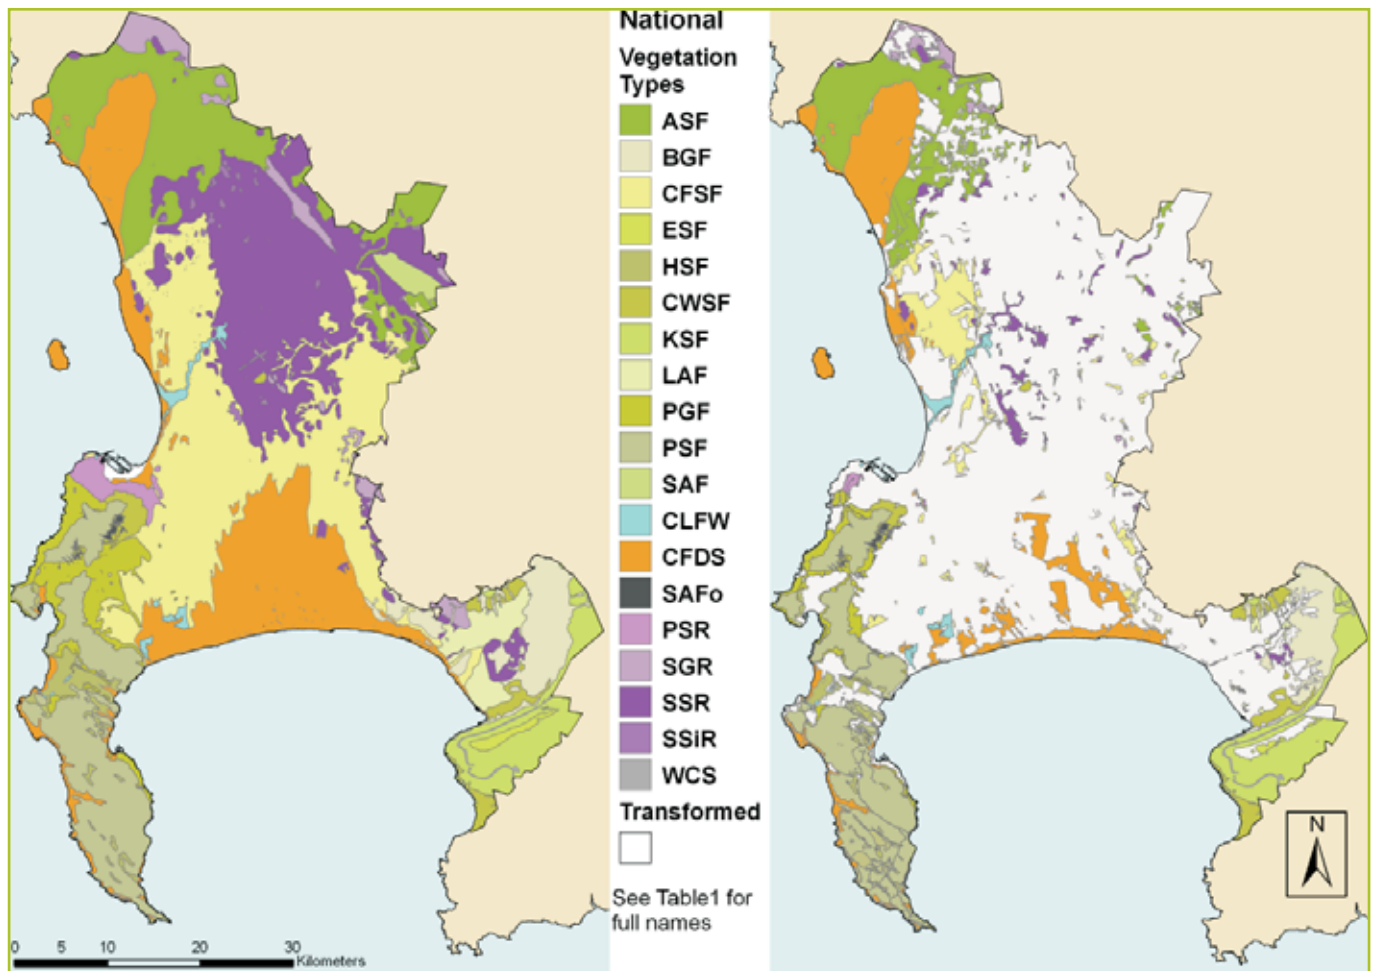 National
Vegetation
Types
ASF
BGF
CFSF
ESF
HSF
CWSF
KSF
LAF
PGF
PSF
SAF
CLFW
CFDS
SAFo
PSR
SGR
SSR
SSiR
WCS
Transformed
See Table1 for
full names
N
0 5 10 20 30
Kilometers